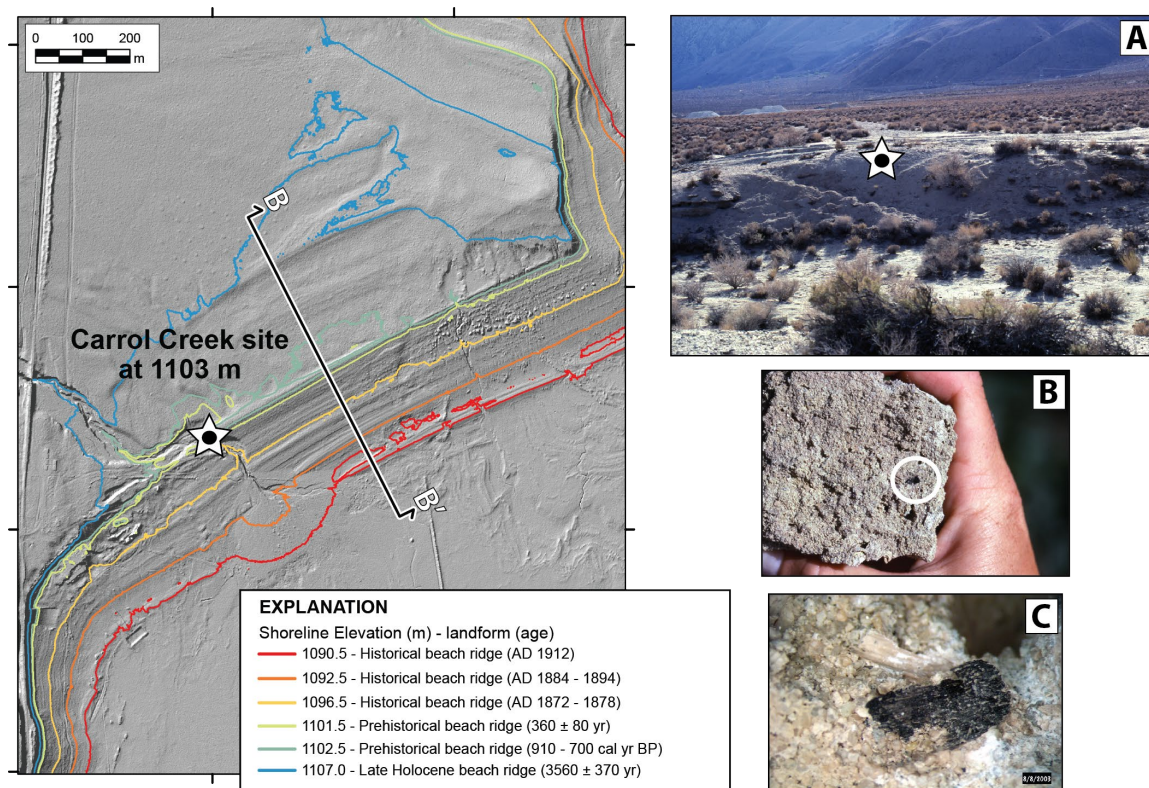 0 100 200
m
B
Carrol Creek site
at 1103 m
B'
EXPLANATION
Shoreline Elevation (m) - landform (age)
1090.5 - Historical beach ridge (AD 1912)
1092.5 - Historical beach ridge (AD 1884 - 1894)
1096.5 - Historical beach ridge (AD 1872 - 1878)
1101.5 - Prehistorical beach ridge (360 ± 80 yr)
1102.5 - Prehistorical beach ridge (910 - 700 cal yr BP)
1107.0 - Late Holocene beach ridge (3560 ± 370 yr)
A
B
C
8/8/2003